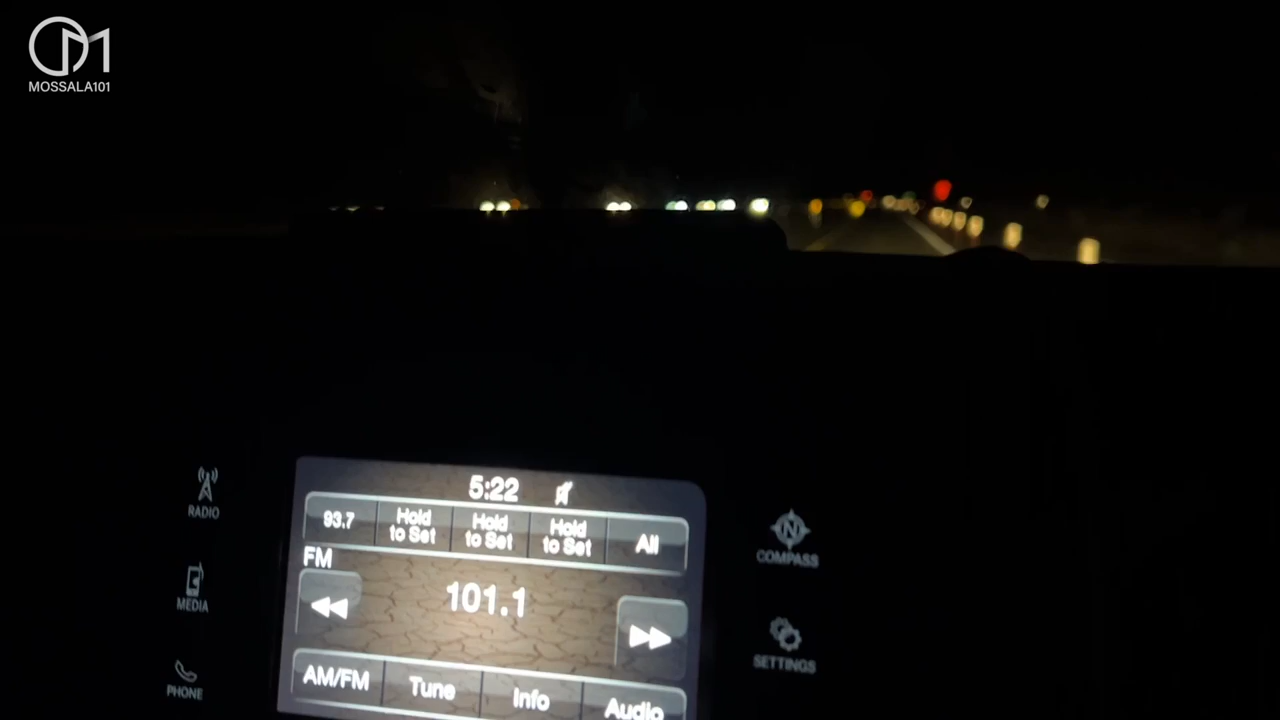 MOSSALA101
5:22
93.7
Hold
to Set
Hold
to Set
Hold
to Set
All
FM
101.1
AM/FM
Tune
Info
Audio
RADIO
MEDIA
PHONE
N
COMPASS
SETTINGS